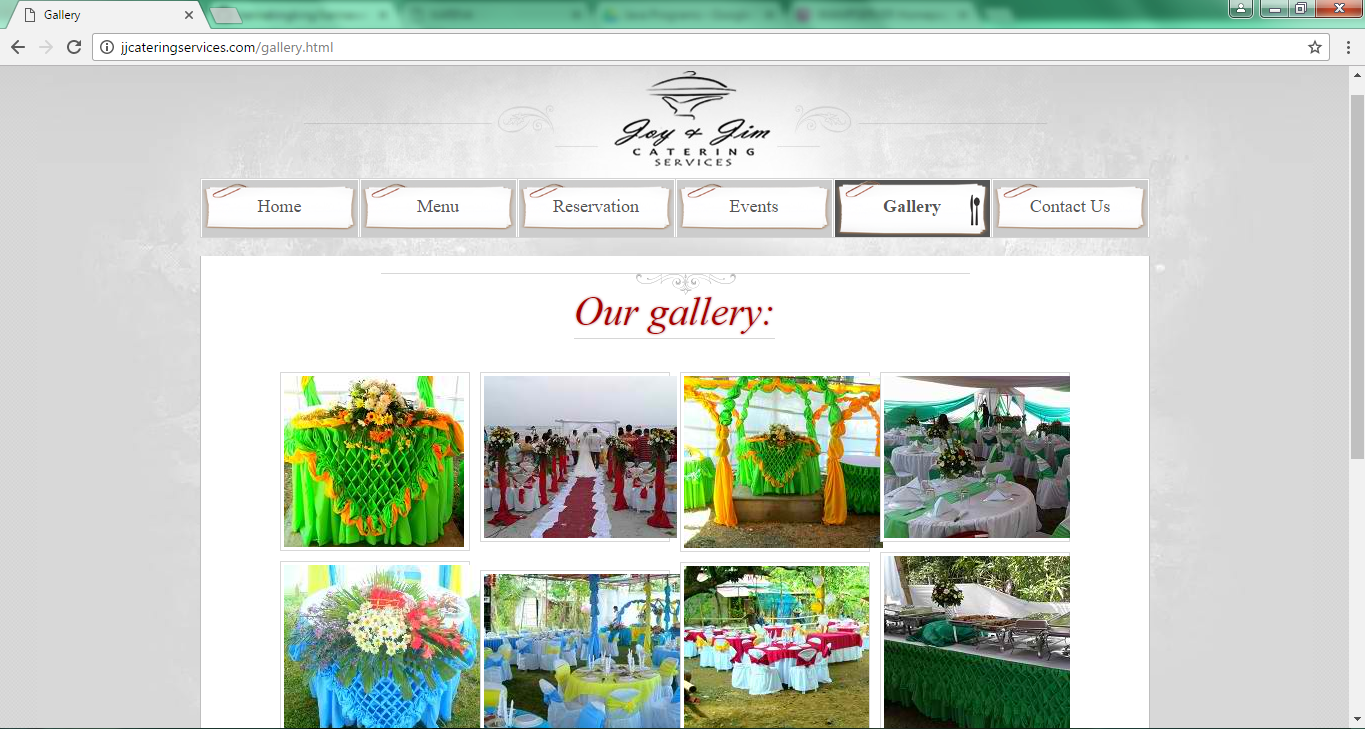 Gallery
jjcateringservices.com/gallery.html
Joy & Jim
CATERING
SERVICES
Home
Menu
Reservation
Events
Gallery
Contact Us
Our gallery: